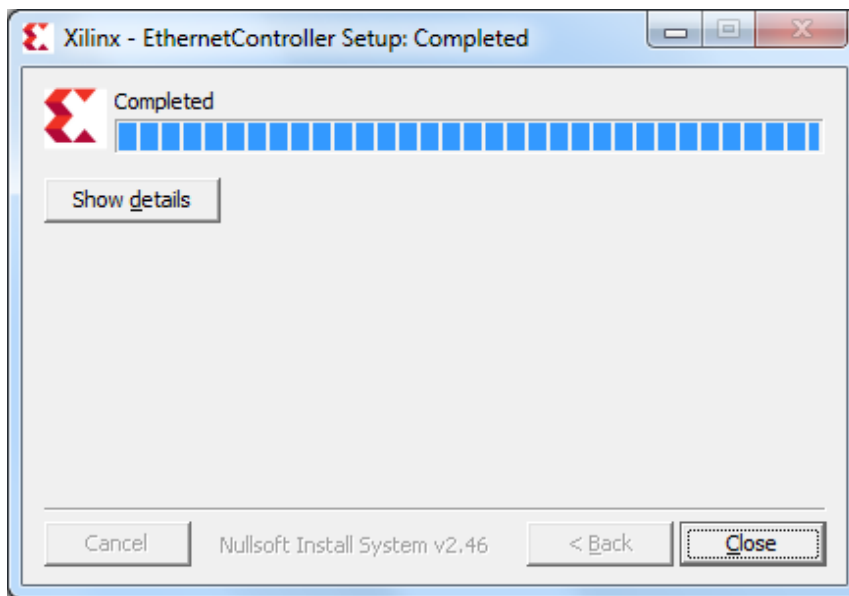 Xilinx - EthernetController Setup: Completed
Completed
Show details
Cancel Nullsoft Install System v2.46 < Back Close